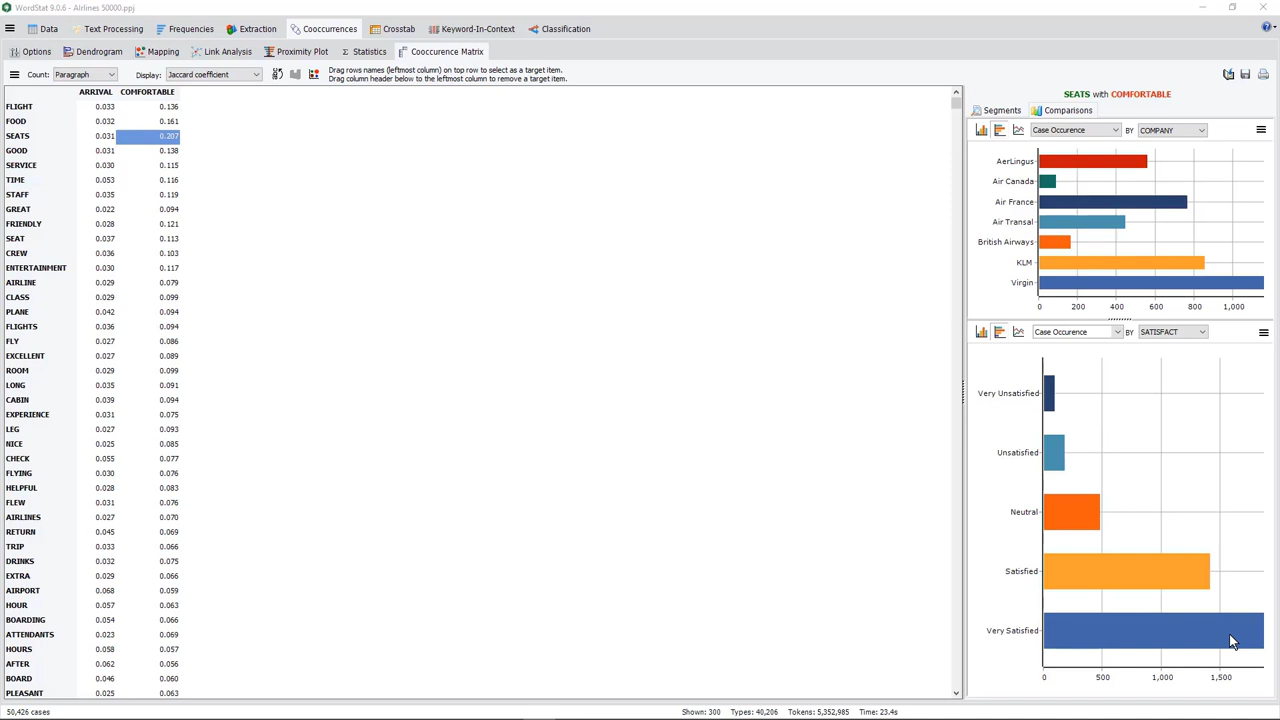 WordStat 9.0.6 - Airlines 50000.ppj
Data Text Processing Frequencies Extraction Cooccurrences Crosstab Keyword-In-Context Classification
Options Dendrogram Mapping Link Analysis Proximity Plot Statistics Cooccurence Matrix
Count: Paragraph Display: Jaccard coefficient
Drag rows names (leftmost column) on top row to select as a target item.
Drag column header below to the leftmost column to remove a target item.
ARRIVAL COMFORTABLE
FLIGHT 0.033 0.136
FOOD 0.032 0.161
SEATS 0.031 0.207
GOOD 0.031 0.138
SERVICE 0.030 0.115
TIME 0.053 0.116
STAFF 0.035 0.119
GREAT 0.022 0.094
FRIENDLY 0.028 0.121
SEAT 0.037 0.113
CREW 0.036 0.103
ENTERTAINMENT 0.030 0.117
AIRLINE 0.029 0.079
CLASS 0.029 0.099
PLANE 0.042 0.094
FLIGHTS 0.036 0.094
FLY 0.027 0.086
EXCELLENT 0.027 0.089
ROOM 0.029 0.099
LONG 0.035 0.091
CABIN 0.039 0.094
EXPERIENCE 0.031 0.075
LEG 0.027 0.093
NICE 0.025 0.085
CHECK 0.055 0.077
FLYING 0.030 0.076
HELPFUL 0.028 0.083
FLEW 0.031 0.076
AIRLINES 0.027 0.070
RETURN 0.045 0.069
TRIP 0.033 0.066
DRINKS 0.032 0.075
EXTRA 0.029 0.066
AIRPORT 0.068 0.059
HOUR 0.057 0.063
BOARDING 0.054 0.066
ATTENDANTS 0.023 0.069
HOURS 0.058 0.057
AFTER 0.062 0.056
BOARD 0.046 0.060
PLEASANT 0.025 0.063
SEATS with COMFORTABLE
Segments Comparisons
Case Occurence BY COMPANY
AerLingus
Air Canada
Air France
Air Transat
British Airways
KLM
Virgin
0 200 400 600 800 1,000
Case Occurence BY SATISFACT
Very Unsatisfied
Unsatisfied
Neutral
Satisfied
Very Satisfied
0 500 1,000 1,500
50,426 cases Shown: 300 Types: 40,206 Tokens: 5,352,985 Time: 23.4s